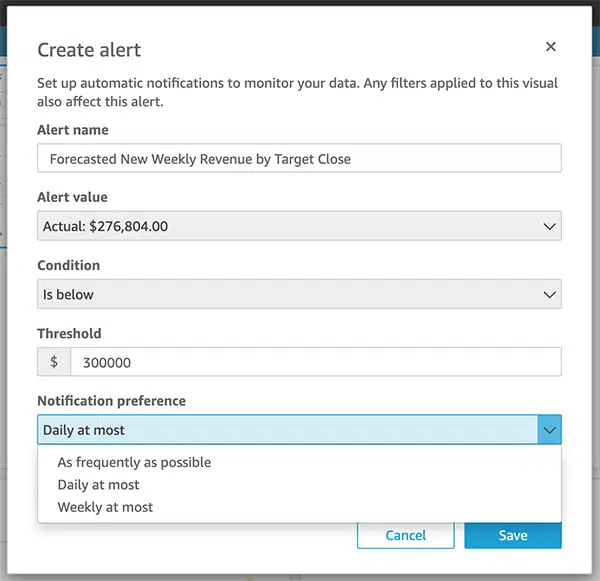 Create alert
Set up automatic notifications to monitor your data. Any filters applied to this visual
also affect this alert.
Alert name
Forecasted New Weekly Revenue by Target Close
Alert value
Actual: $276,804.00
Condition
Is below
Threshold
$ 300000
Notification preference
Daily at most
As frequently as possible
Daily at most
Weekly at most
Cancel Save